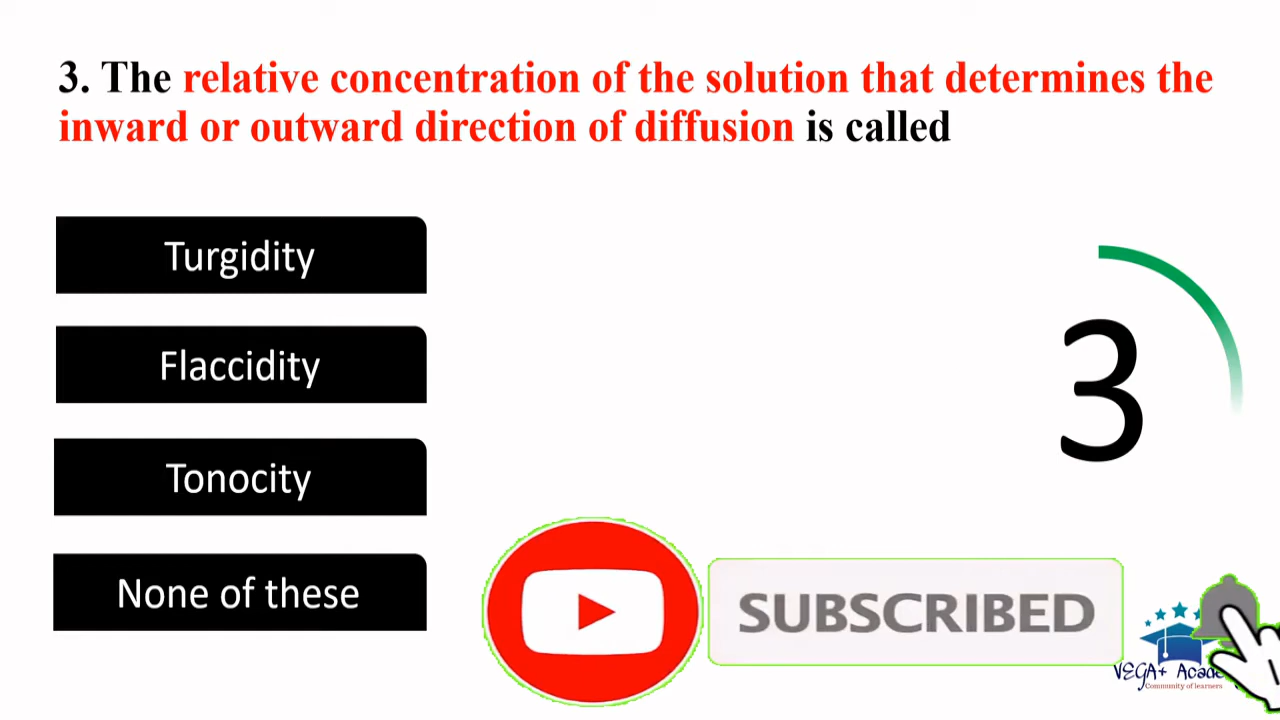 3. The relative concentration of the solution that determines the
inward or outward direction of diffusion is called
Turgidity
Flaccidity
Tonocity
None of these
3
SUBSCRIBED
VEGA+ Acade
Community of learners